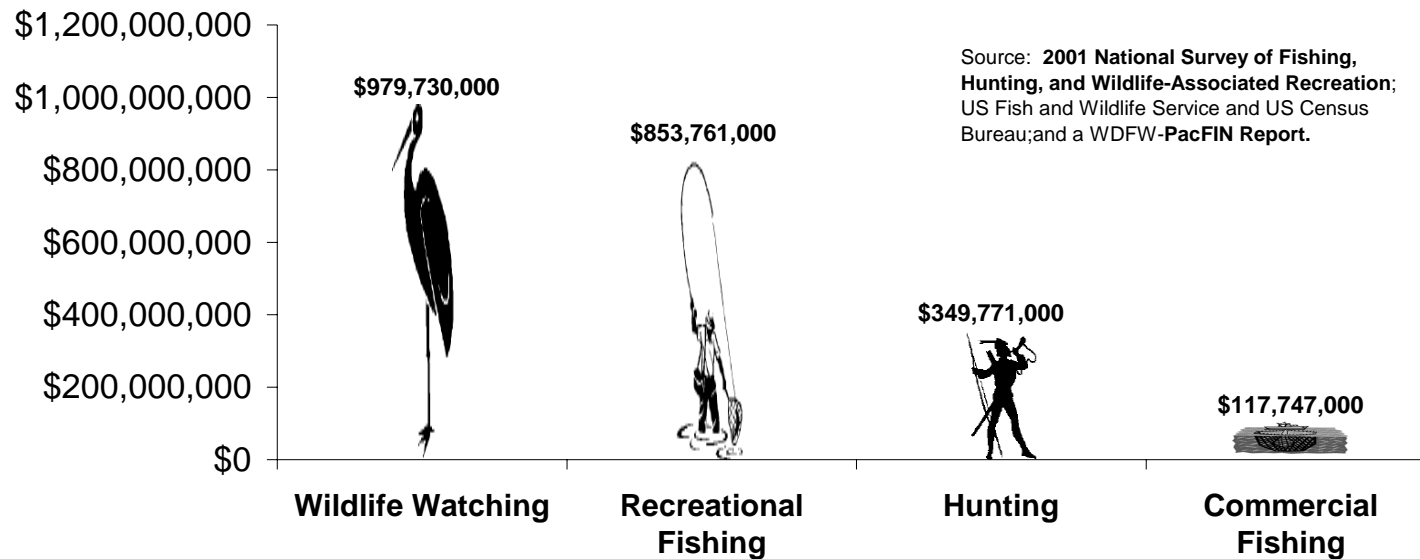 $1,200,000,000
$1,000,000,000
$800,000,000
$600,000,000
$400,000,000
$200,000,000
$0
$979,730,000
$853,761,000
$349,771,000
$117,747,000
Source: 2001 National Survey of Fishing,
Hunting, and Wildlife-Associated Recreation;
US Fish and Wildlife Service and US Census
Bureau;and a WDFW-PacFIN Report.
Wildlife Watching
Recreational
Fishing
Hunting
Commercial
Fishing